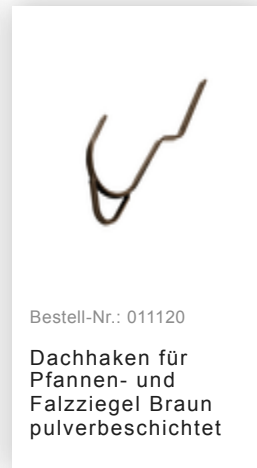 Bestell-Nr.: 011120
Dachhaken für
Pfannen- und
Falzziegel Braun
pulverbeschichtet